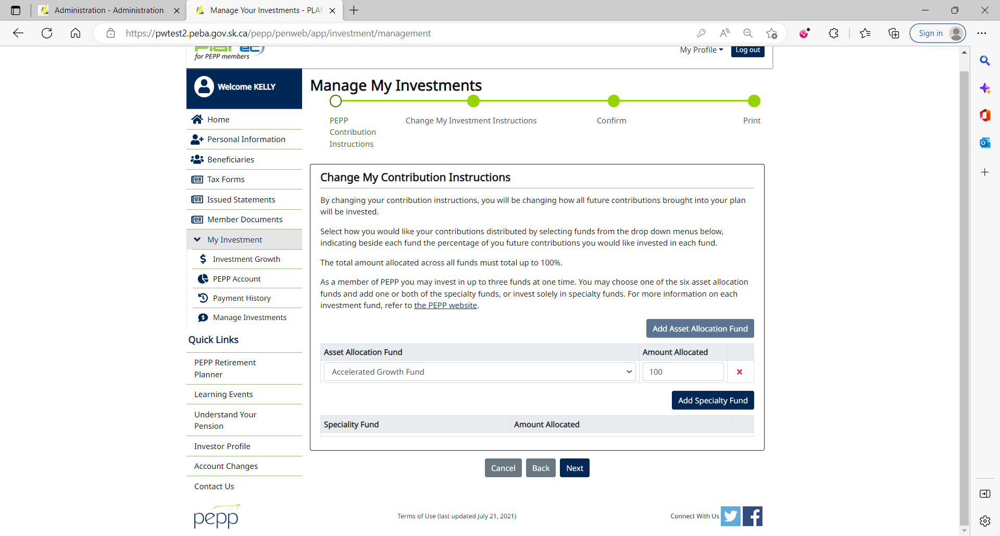 Administration - Administration
Manage Your Investments - PLAN
https://pwtest2.peba.gov.sk.ca/pepp/penweb/app/investment/management
Sign in
for PEPP members
My Profile
Log out
Welcome KELLY
Home
Personal Information
Beneficiaries
Tax Forms
Issued Statements
Member Documents
My Investment
Investment Growth
PEPP Account
Payment History
Manage Investments
Quick Links
PEPP Retirement
Planner
Learning Events
Understand Your
Pension
Investor Profile
Account Changes
Contact Us
Manage My Investments
PEPP
Contribution
Instructions
Change My Investment Instructions
Confirm
Print
Change My Contribution Instructions
By changing your contribution instructions, you will be changing how all future contributions brought into your plan
will be invested.
Select how you would like your contributions distributed by selecting funds from the drop down menus below,
indicating beside each fund the percentage of you future contributions you would like invested in each fund.
The total amount allocated across all funds must total up to 100%.
As a member of PEPP you may invest in up to three funds at one time. You may choose one of the six asset allocation
funds and add one or both of the specialty funds, or invest solely in specialty funds. For more information on each
investment fund, refer to the PEPP website.
Add Asset Allocation Fund
Asset Allocation Fund Amount Allocated
Accelerated Growth Fund 100
Add Specialty Fund
Speciality Fund Amount Allocated
Cancel Back Next
pepp
Terms of Use (last updated July 21, 2021)
Connect With Us